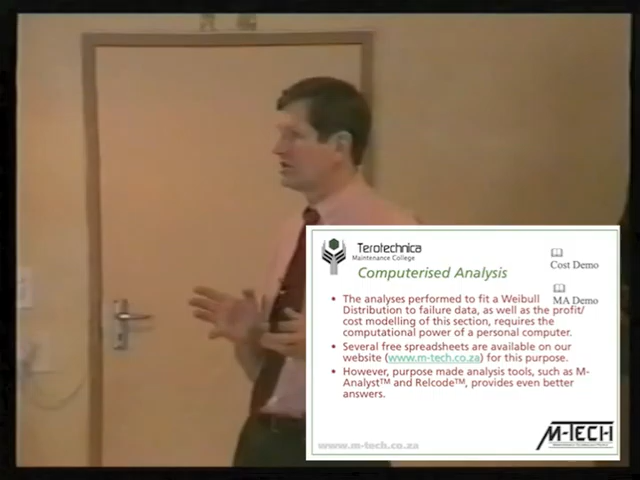 Terotechnica
Maintenance College
Computerised Analysis
Cost Demo
MA Demo
• The analyses performed to fit a Weibull
Distribution to failure data, as well as the profit/
cost modelling of this section, requires the
computational power of a personal computer.
• Several free spreadsheets are available on our
website (www.m-tech.co.za) for this purpose.
• However, purpose made analysis tools, such as M-
Analyst™ and Relcode™, provides even better
answers.
www.m-tech.co.za
M-TECH